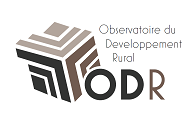 Observatoire du
Developpement
Rural
ODR